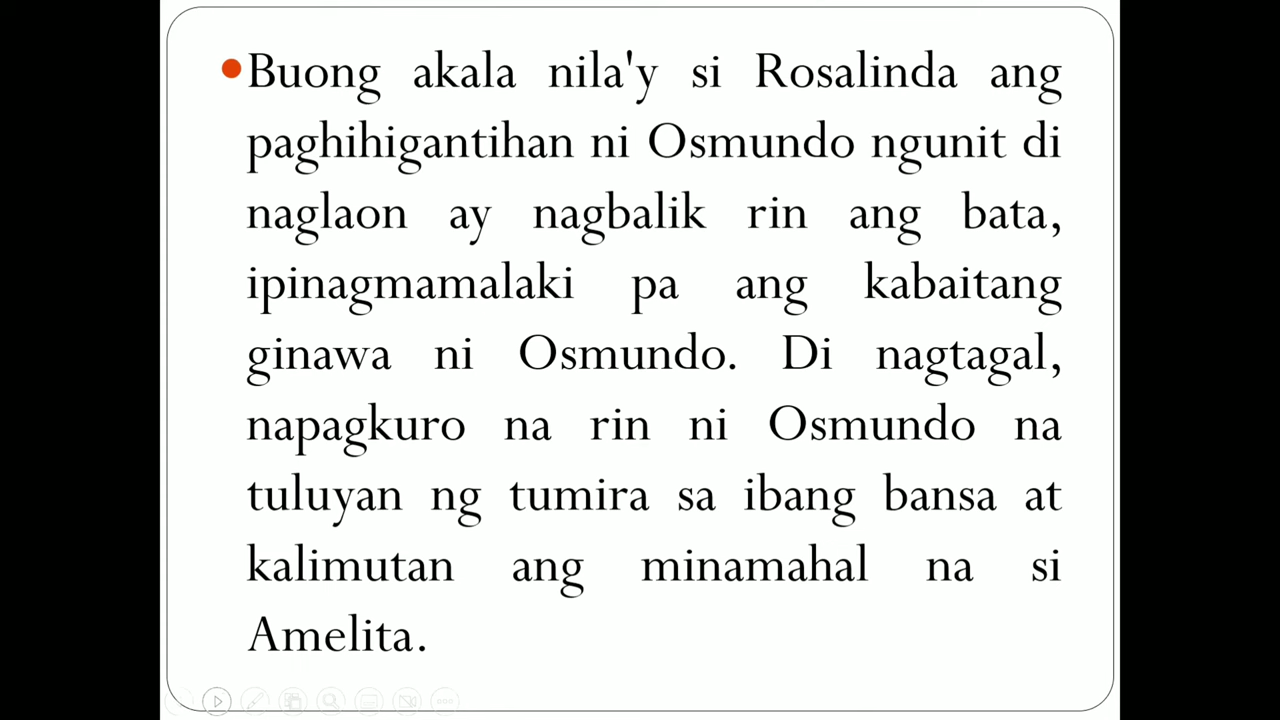 •Buong akala nila'y si Rosalinda ang
paghihigantihan ni Osmundo ngunit di
naglaon ay nagbalik rin ang bata,
ipinagmamalaki pa ang kabaitang
ginawa ni Osmundo. Di nagtagal,
napagkuro na rin ni Osmundo na
tuluyan ng tumira sa ibang bansa at
kalimutan ang minamahal na si
Amelita.